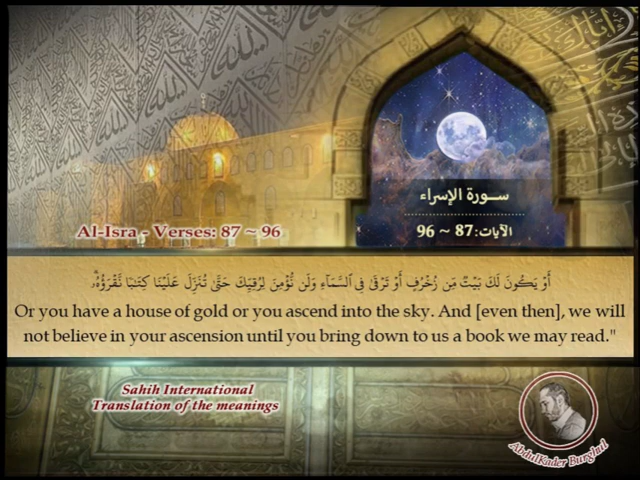 سورة الإسراء
الآيات: 87 ~ 96
Al-Isra - Verses: 87 ~ 96
أَوْ يَكُونَ لَكَ بَيْتٌ مِّن زُخْرُفٍ أَوْ تَرْقَىٰ فِى ٱلسَّمَآءِ وَلَن نُّؤْمِنَ لِرُقِيِّكَ حَتَّىٰ تُنَزِّلَ عَلَيْنَا كِتَٰبًا نَّقْرَؤُهُۥ ۗ
Or you have a house of gold or you ascend into the sky. And [even then], we will
not believe in your ascension until you bring down to us a book we may read."
Sahih International
Translation of the meanings
AbdulKader Burghul